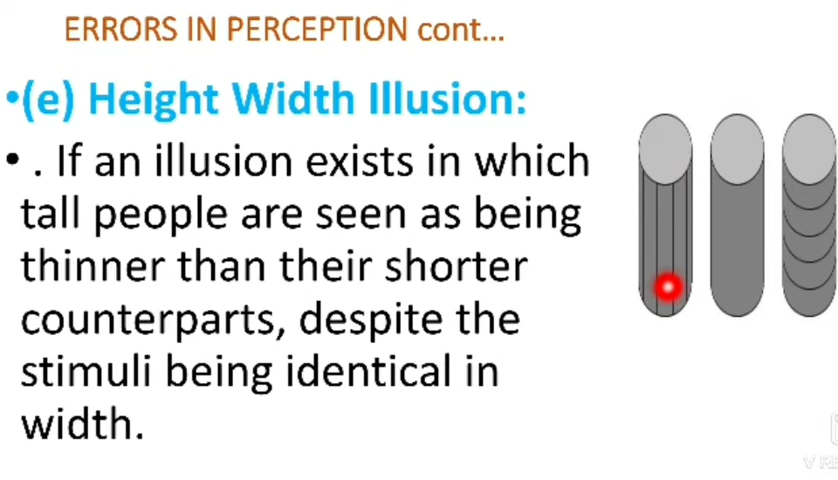 ERRORS IN PERCEPTION cont...
•(e) Height Width Illusion:
• . If an illusion exists in which
tall people are seen as being
thinner than their shorter
counterparts, despite the
stimuli being identical in
width.